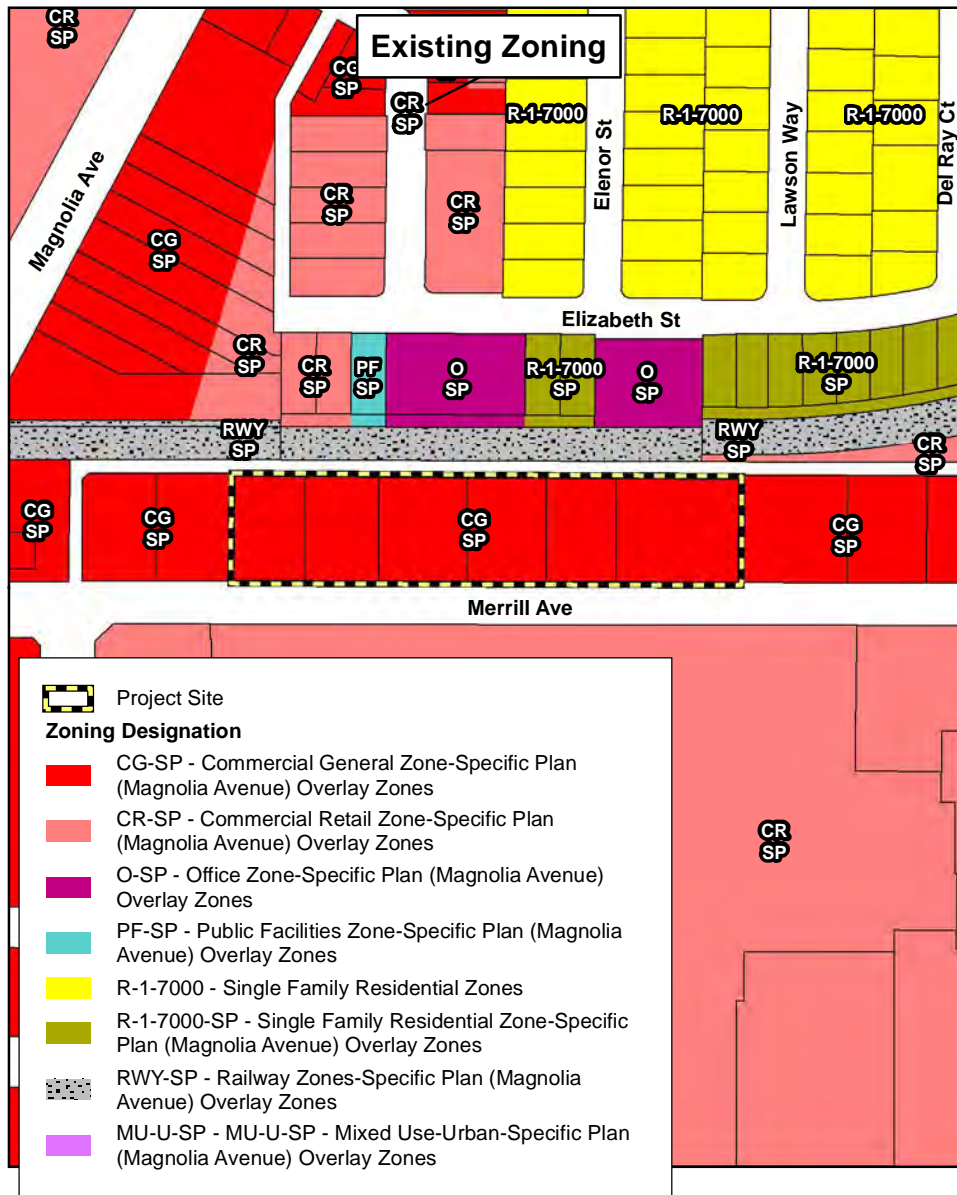 CR
SP
Existing Zoning
CG
SP
CR
SP
R-1-7000
R-1-7000
R-1-7000
Magnolia Ave
Elenor St
Lawson Way
Del Ray Ct
CR
SP
CR
SP
CG
SP
Elizabeth St
CR
SP
CR
SP
PF
SP
O
SP
R-1-7000
SP
O
SP
R-1-7000
SP
RWY
SP
RWY
SP
CR
SP
CG
SP
CG
SP
CG
SP
CG
SP
Merrill Ave
CR
SP
Project Site
Zoning Designation
CG-SP - Commercial General Zone-Specific Plan
(Magnolia Avenue) Overlay Zones
CR-SP - Commercial Retail Zone-Specific Plan
(Magnolia Avenue) Overlay Zones
O-SP - Office Zone-Specific Plan (Magnolia Avenue)
Overlay Zones
PF-SP - Public Facilities Zone-Specific Plan (Magnolia
Avenue) Overlay Zones
R-1-7000 - Single Family Residential Zones
R-1-7000-SP - Single Family Residential Zone-Specific
Plan (Magnolia Avenue) Overlay Zones
RWY-SP - Railway Zones-Specific Plan (Magnolia
Avenue) Overlay Zones
MU-U-SP - MU-U-SP - Mixed Use-Urban-Specific Plan
(Magnolia Avenue) Overlay Zones